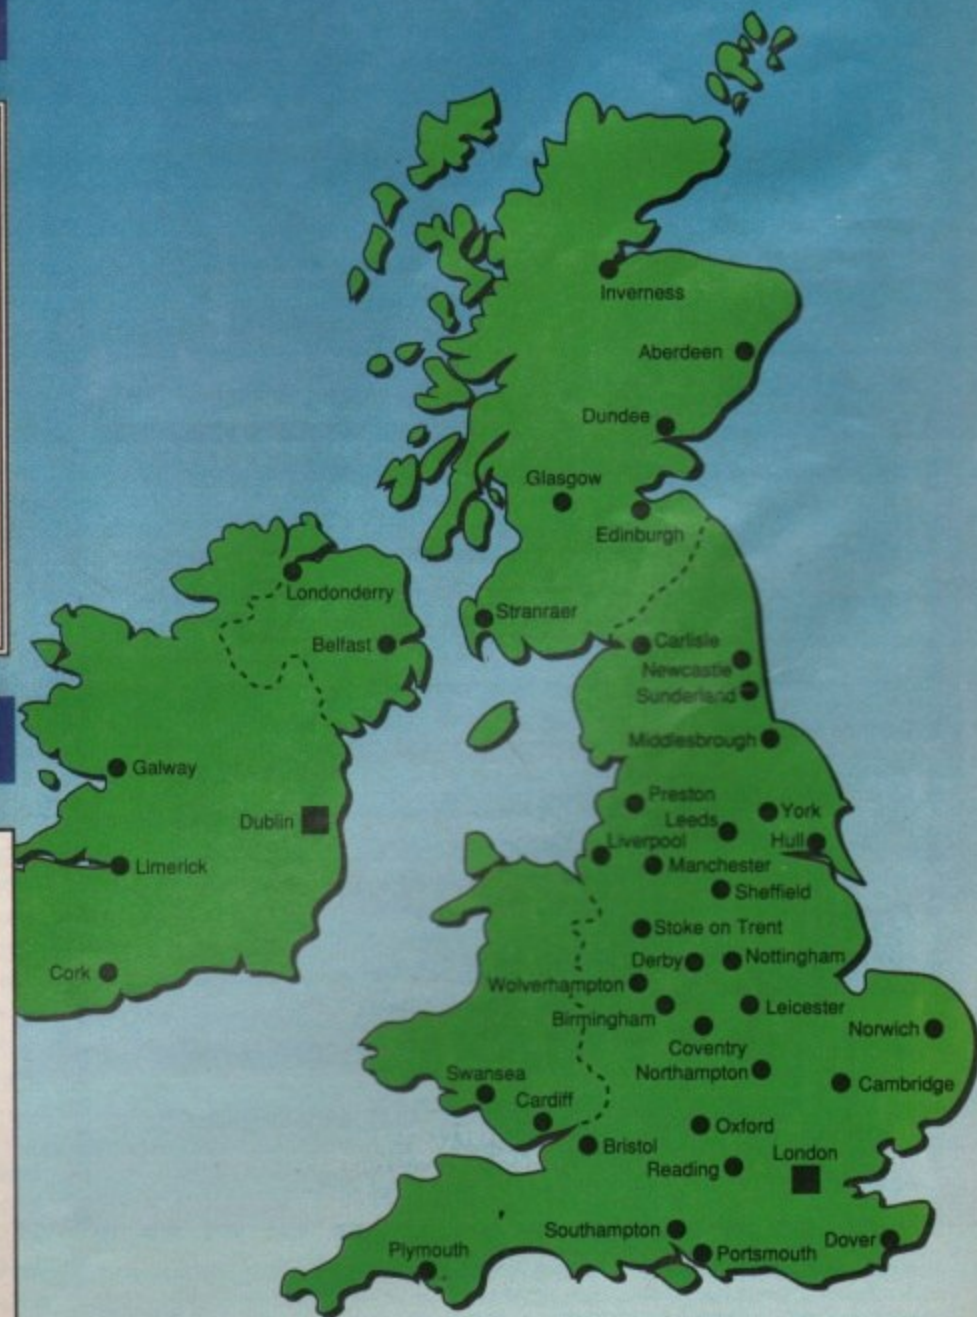 Inverness
Aberdeen
Dundee
Glasgow
Edinburgh
Londonderry
Stranraer
Belfast
Carlisle
Newcastle
Sunderland
Middlesbrough
Galway
Preston
York
Dublin
Leeds
Hull
Liverpool
Limerick
Manchester
Sheffield
Stoke on Trent
Derby
Nottingham
Cork
Wolverhampton
Leicester
Birmingham
Norwich
Coventry
Swansea
Northampton
Cambridge
Cardiff
Oxford
Bristol
London
Reading
Southampton
Dover
Plymouth
Portsmouth